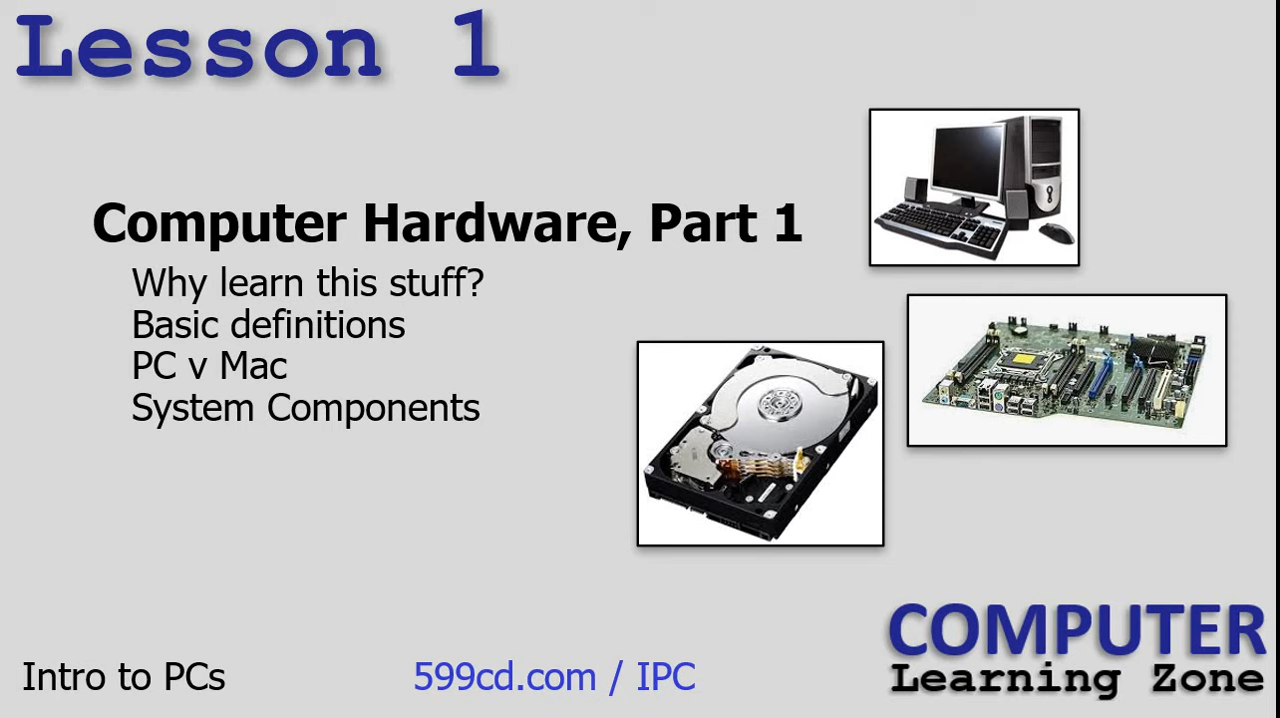 Lesson 1
Computer Hardware, Part 1
Why learn this stuff?
Basic definitions
PC v Mac
System Components
Intro to PCs
599cd.com / IPC
COMPUTER
Learning Zone